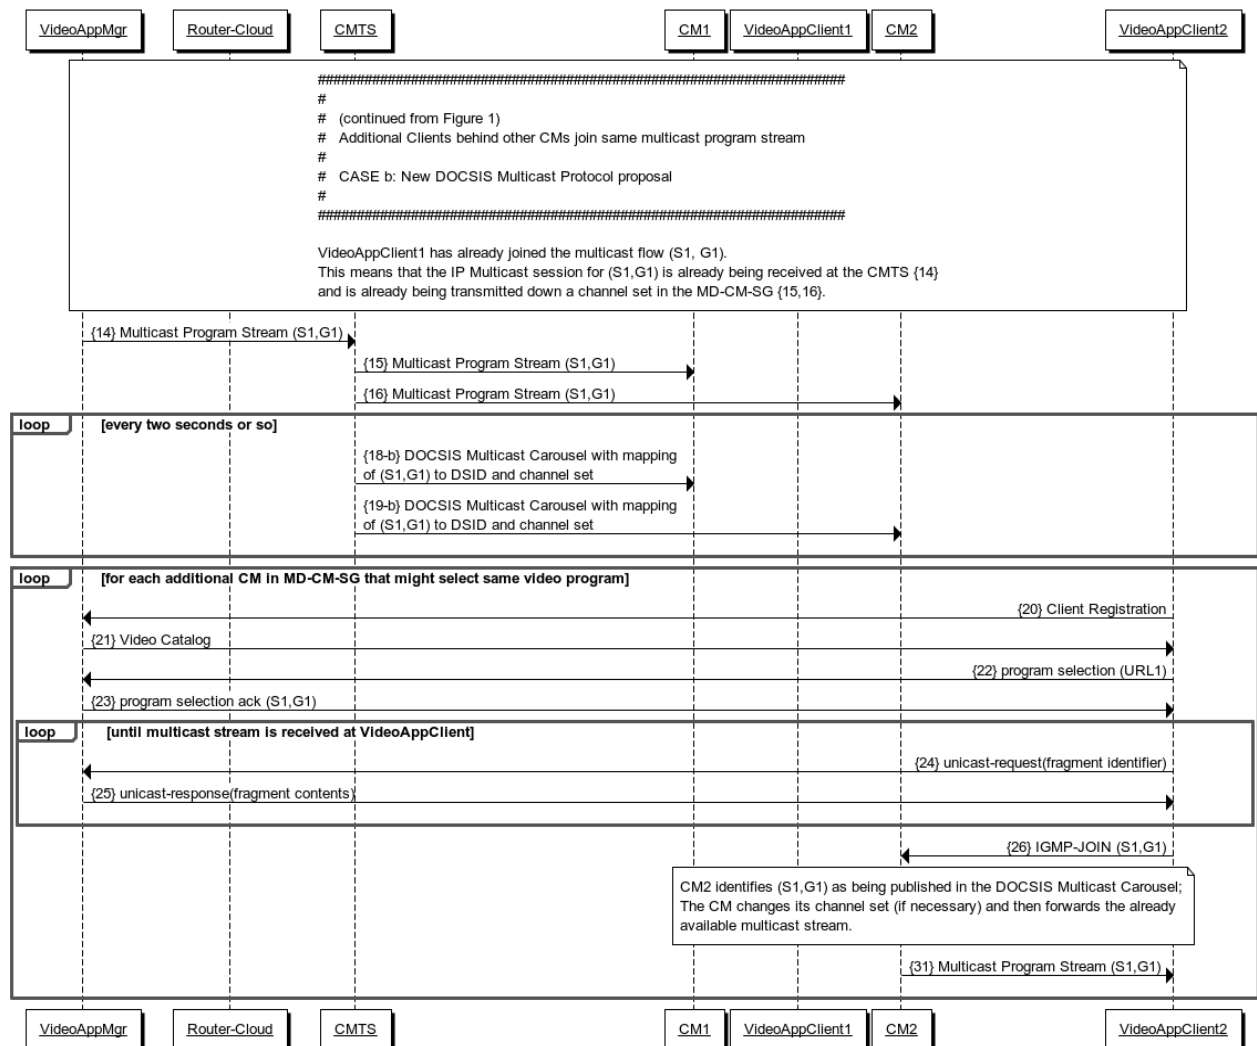 VideoAppMgr Router-Cloud CMTS CM1 VideoAppClient1 CM2 VideoAppClient2
####################################################################
#
# (continued from Figure 1)
# Additional Clients behind other CMs join same multicast program stream
#
# CASE b: New DOCSIS Multicast Protocol proposal
#
####################################################################
VideoAppClient1 has already joined the multicast flow (S1, G1).
This means that the IP Multicast session for (S1,G1) is already being received at the CMTS {14}
and is already being transmitted down a channel set in the MD-CM-SG {15,16}.
{14} Multicast Program Stream (S1,G1)
{15} Multicast Program Stream (S1,G1)
{16} Multicast Program Stream (S1,G1)
loop [every two seconds or so]
{18-b} DOCSIS Multicast Carousel with mapping
of (S1,G1) to DSID and channel set
{19-b} DOCSIS Multicast Carousel with mapping
of (S1,G1) to DSID and channel set
loop [for each additional CM in MD-CM-SG that might select same video program]
{20} Client Registration
{21} Video Catalog
{22} program selection (URL1)
{23} program selection ack (S1,G1)
loop [until multicast stream is received at VideoAppClient]
{24} unicast-request(fragment identifier)
{25} unicast-response(fragment contents)
{26} IGMP-JOIN (S1,G1)
CM2 identifies (S1,G1) as being published in the DOCSIS Multicast Carousel;
The CM changes its channel set (if necessary) and then forwards the already
available multicast stream.
{31} Multicast Program Stream (S1,G1)
VideoAppMgr Router-Cloud CMTS CM1 VideoAppClient1 CM2 VideoAppClient2